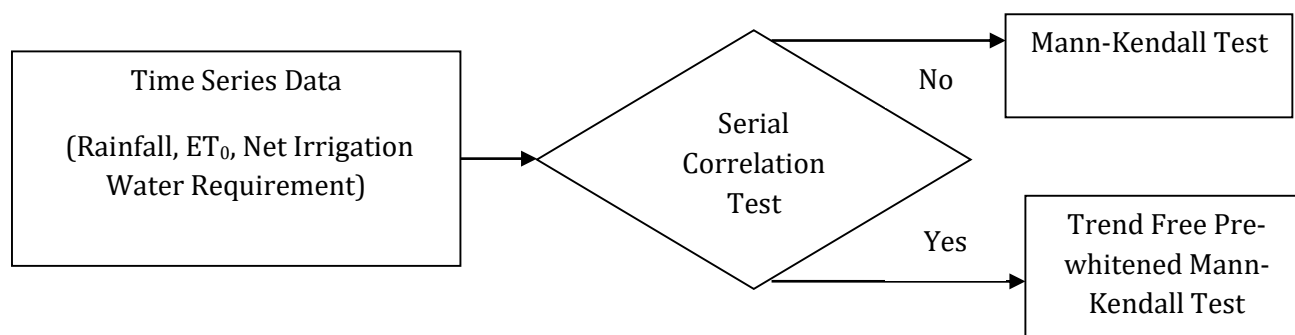 Time Series Data
(Rainfall, ET₀, Net Irrigation
Water Requirement)
Serial
Correlation
Test
No
Mann-Kendall Test
Yes
Trend Free Pre-
whitened Mann-
Kendall Test